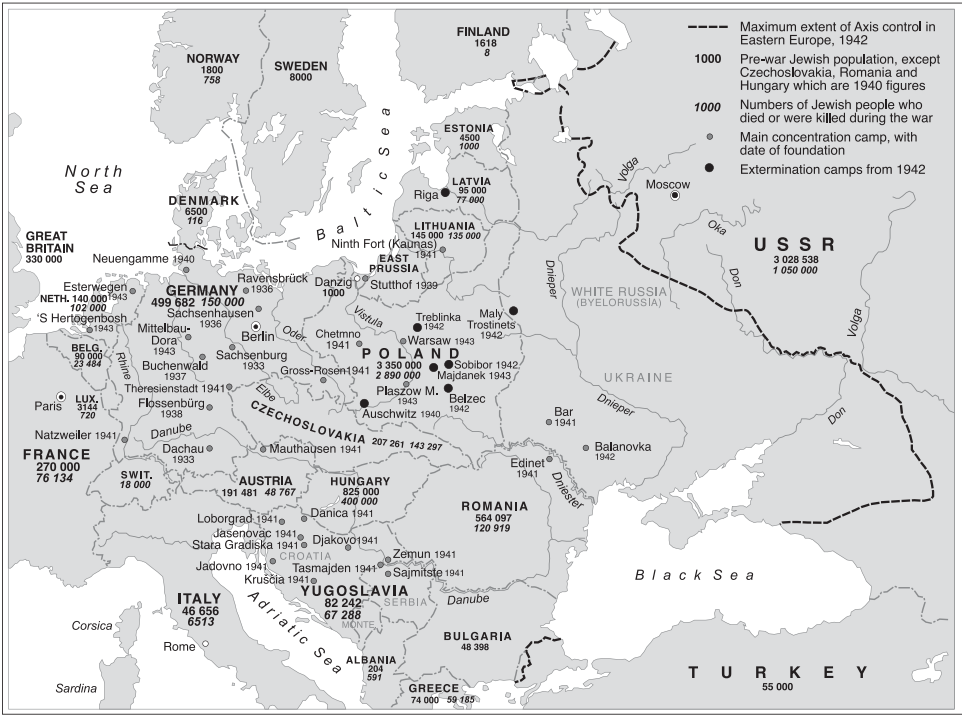 Maximum extent of Axis control in
Eastern Europe, 1942
1000 Pre-war Jewish population, except
Czechoslovakia, Romania and
Hungary which are 1940 figures
1000 Numbers of Jewish people who
died or were killed during the war
Main concentration camp, with
date of foundation
Extermination camps from 1942
FINLAND
1618
8
NORWAY
1800
758
SWEDEN
8000
ESTONIA
4500
1000
Baltic Sea
North
Sea
LATVIA
95 000
77 000
Riga
Volga
Moscow
DENMARK
6500
116
LITHUANIA
145 000 135 000
Oka
USSR
3 028 538
1 050 000
GREAT
BRITAIN
330 000
Ninth Fort (Kaunas)
1941
EAST
PRUSSIA
Neuengamme 1940
Danzig
1000
Stutthof 1939
Dnieper
Don
WHITE RUSSIA
(BYELORUSSIA)
Volga
Esterwegen
1943
Ravensbrück
1936
GERMANY
499 682 150 000
NETH. 140 000
102 000
Sachsenhausen
1936
'S Hertogenbosh
1943
Vistula
Treblinka
1942
Maly
Trostinets
1942
Mittelbau-
Dora
1943
Berlin
Oder
Chetmno
1941
Warsaw 1943
BELG.
90 000
23 484
Rhine
Sachsenburg
1933
POLAND
3 350 000
2 890 000
Sobibor 1942
Majdanek 1943
Buchenwald
1937
Gross-Rosen 1941
UKRAINE
Theresienstadt 1941
Elbe
Plaszow M.
1943
Belzec
1942
Paris
LUX.
3144
720
Flossenbürg
1938
Auschwitz 1940
Dnieper
Don
CZECHOSLOVAKIA 207 261 143 297
Bar
1941
Natzweiler 1941
Danube
Balanovka
1942
FRANCE
270 000
76 134
Dachau
1933
Mauthausen 1941
Edinet
1941
Dniester
SWIT.
18 000
AUSTRIA
191 481 48 767
HUNGARY
825 000
400 000
ROMANIA
564 097
120 919
Loborgrad 1941
Danica 1941
Jasenovac 1941
Stara Gradiska 1941
Djakovo 1941
CROATIA
Zemun 1941
Jadovno 1941
Tasmajden 1941
Sajmitste 1941
Kruscia 1941
Black Sea
YUGOSLAVIA
82 242
67 288
SERBIA
Danube
ITALY
46 656
6513
Adriatic Sea
MONTE.
BULGARIA
48 398
Corsica
Rome
ALBANIA
204
591
TURKEY
55 000
Sardina
GREECE
74 000 59 185